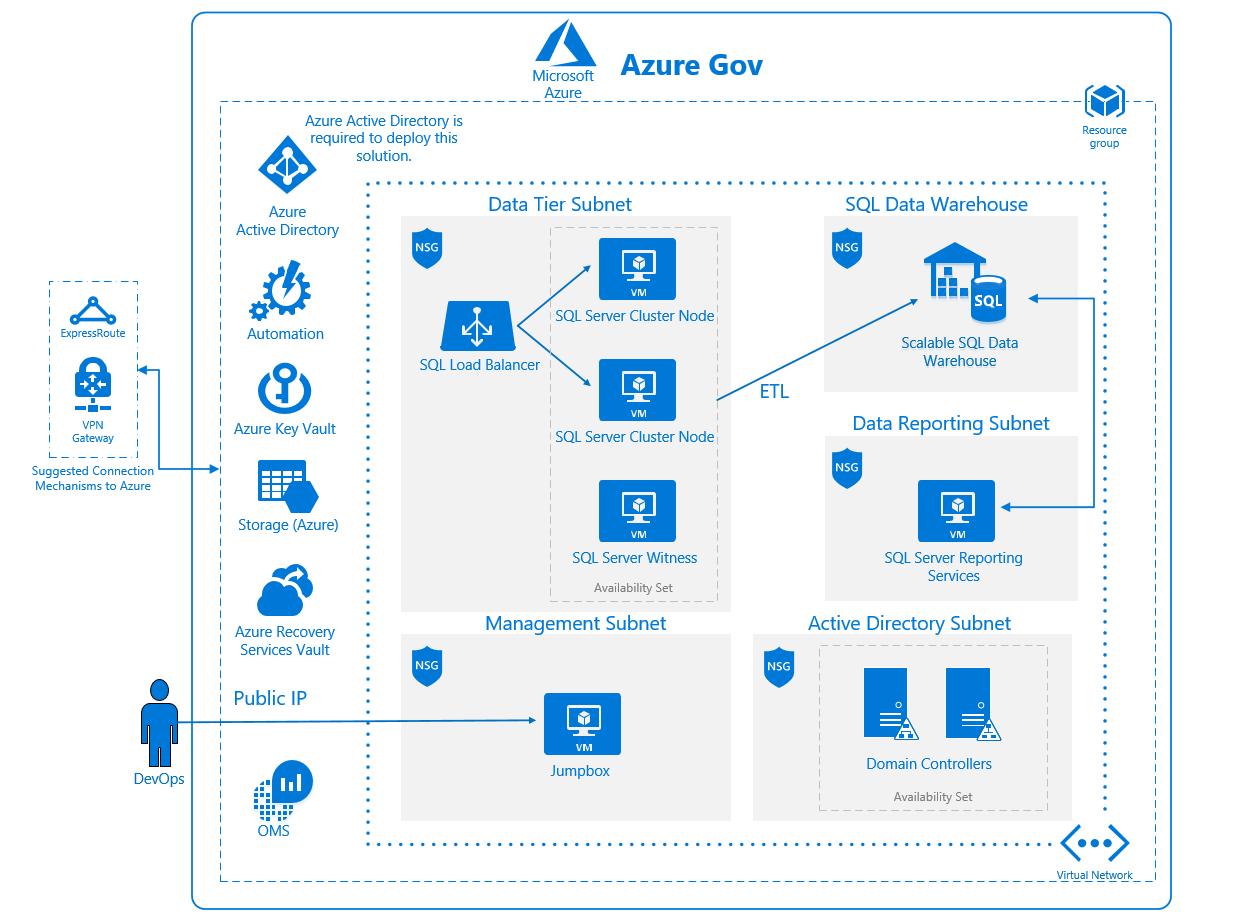 Microsoft
Azure
Azure Gov
Resource
group
Azure Active Directory is
required to deploy this
solution.
Azure
Active Directory
Automation
Azure Key Vault
Storage (Azure)
Azure Recovery
Services Vault
Public IP
OMS
ExpressRoute
VPN
Gateway
Suggested Connection
Mechanisms to Azure
DevOps
Data Tier Subnet
NSG
SQL Load Balancer
VM
SQL Server Cluster Node
VM
SQL Server Cluster Node
VM
SQL Server Witness
Availability Set
ETL
SQL Data Warehouse
NSG
SQL
Scalable SQL Data
Warehouse
Data Reporting Subnet
NSG
VM
SQL Server Reporting
Services
Management Subnet
NSG
VM
Jumpbox
Active Directory Subnet
NSG
Domain Controllers
Availability Set
Virtual Network